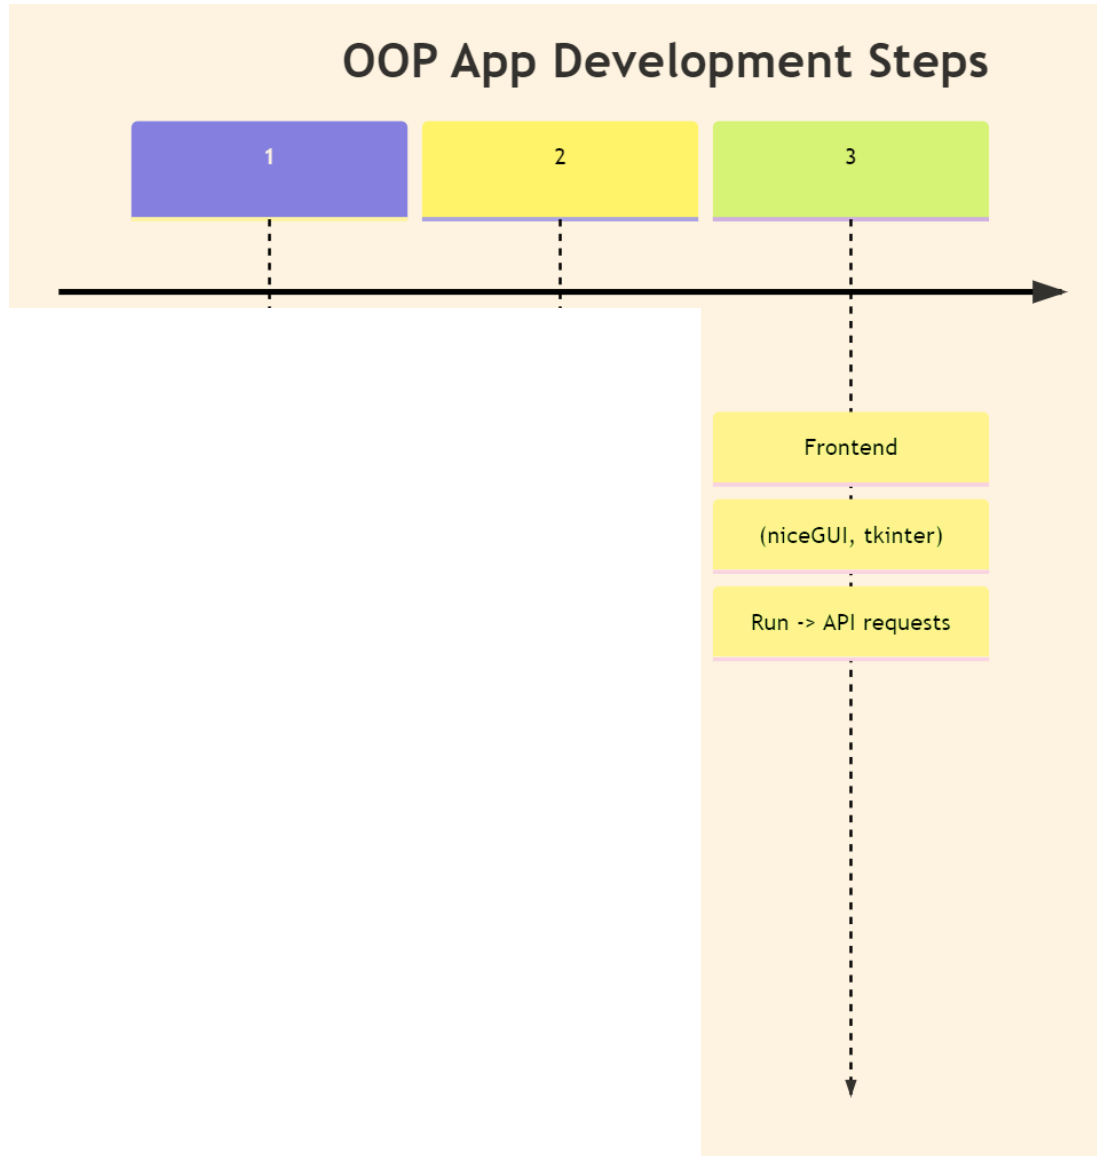 OOP App Development Steps
1
2
3
Frontend
(niceGUI, tkinter)
Run -> API requests